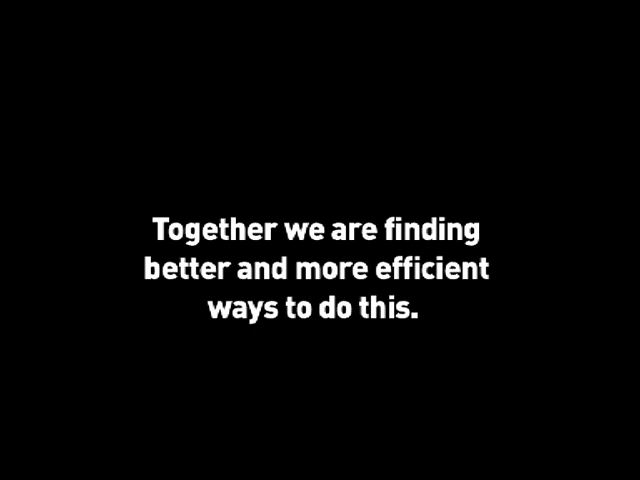 Together we are finding
better and more efficient
ways to do this.